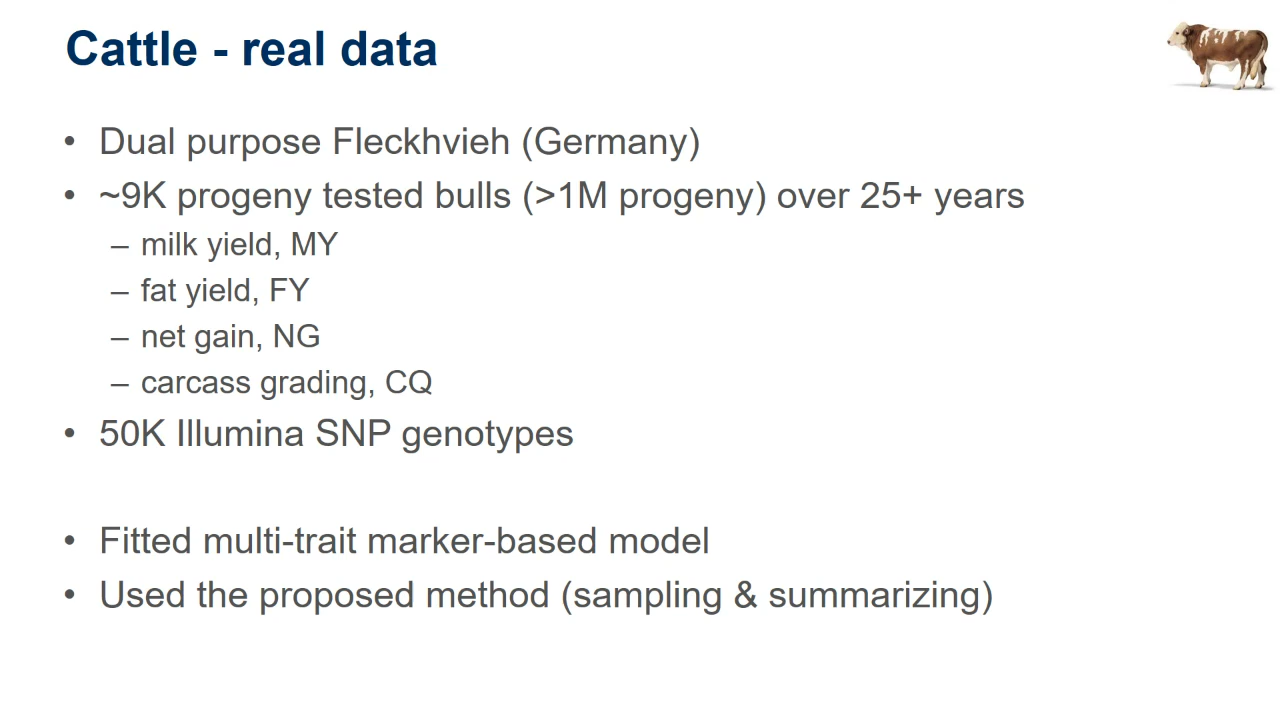 Cattle - real data
• Dual purpose Fleckhvieh (Germany)
• ~9K progeny tested bulls (>1M progeny) over 25+ years
– milk yield, MY
– fat yield, FY
– net gain, NG
– carcass grading, CQ
• 50K Illumina SNP genotypes
• Fitted multi-trait marker-based model
• Used the proposed method (sampling & summarizing)